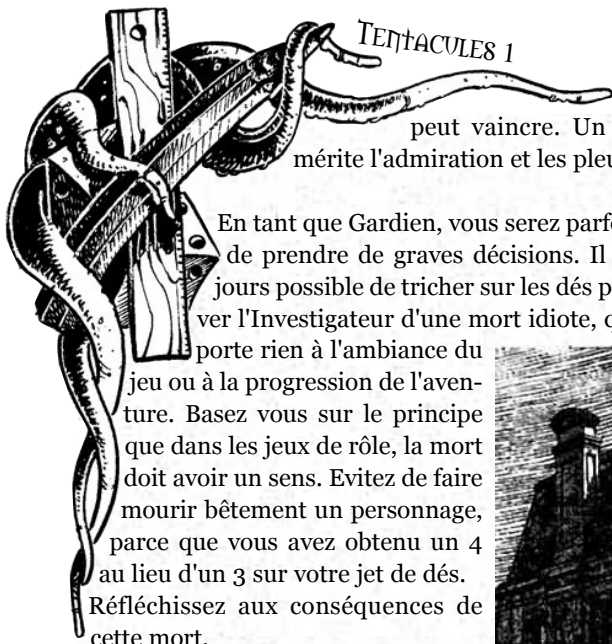 TENTACULES 1
peut vaincre. Un
mérite l'admiration et les
En tant que Gardien, vous serez
de prendre de graves décisions. Il
jours possible de tricher sur les dés
ver l'Investigateur d'une mort idiote,
porte rien à l'ambiance du
jeu ou à la progression de l'aven-
ture. Basez vous sur le principe
que dans les jeux de rôle, la mort
doit avoir un sens. Evitez de faire
mourir bêtement un personnage,
parce que vous avez obtenu un 4
au lieu d'un 3 sur votre jet de dés.
Réfléchissez aux conséquences de
cette mort.